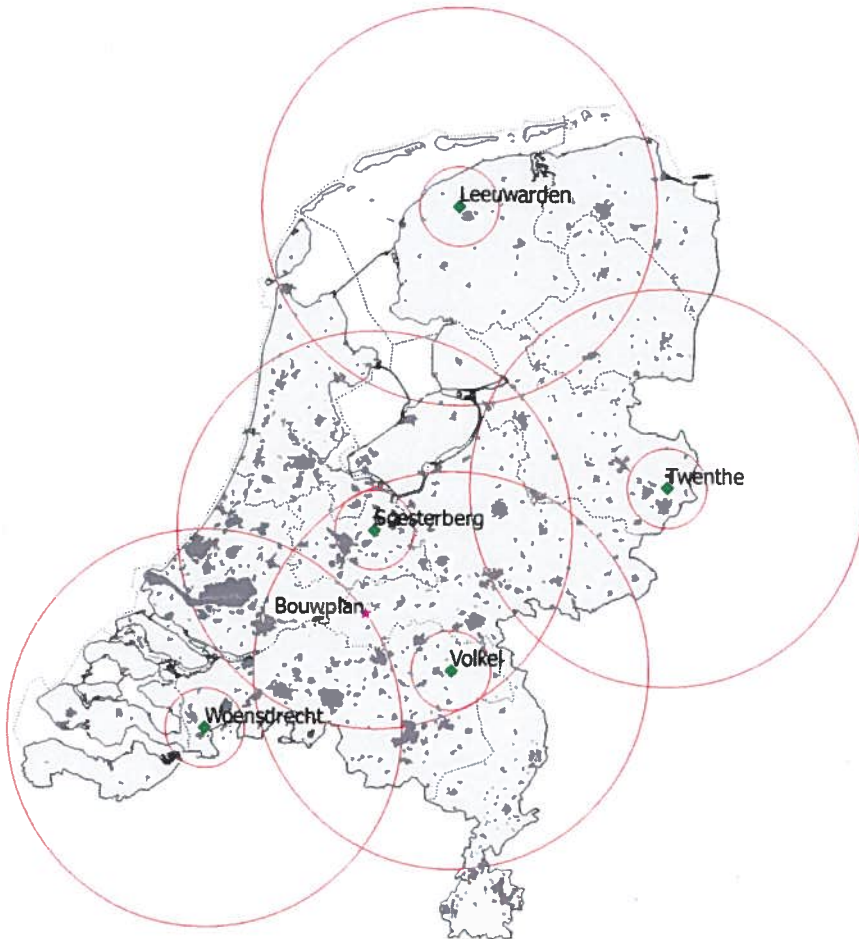 Leeuwarden
Twenthe
Soesterberg
Bouwplan
Volkel
Woensdrecht